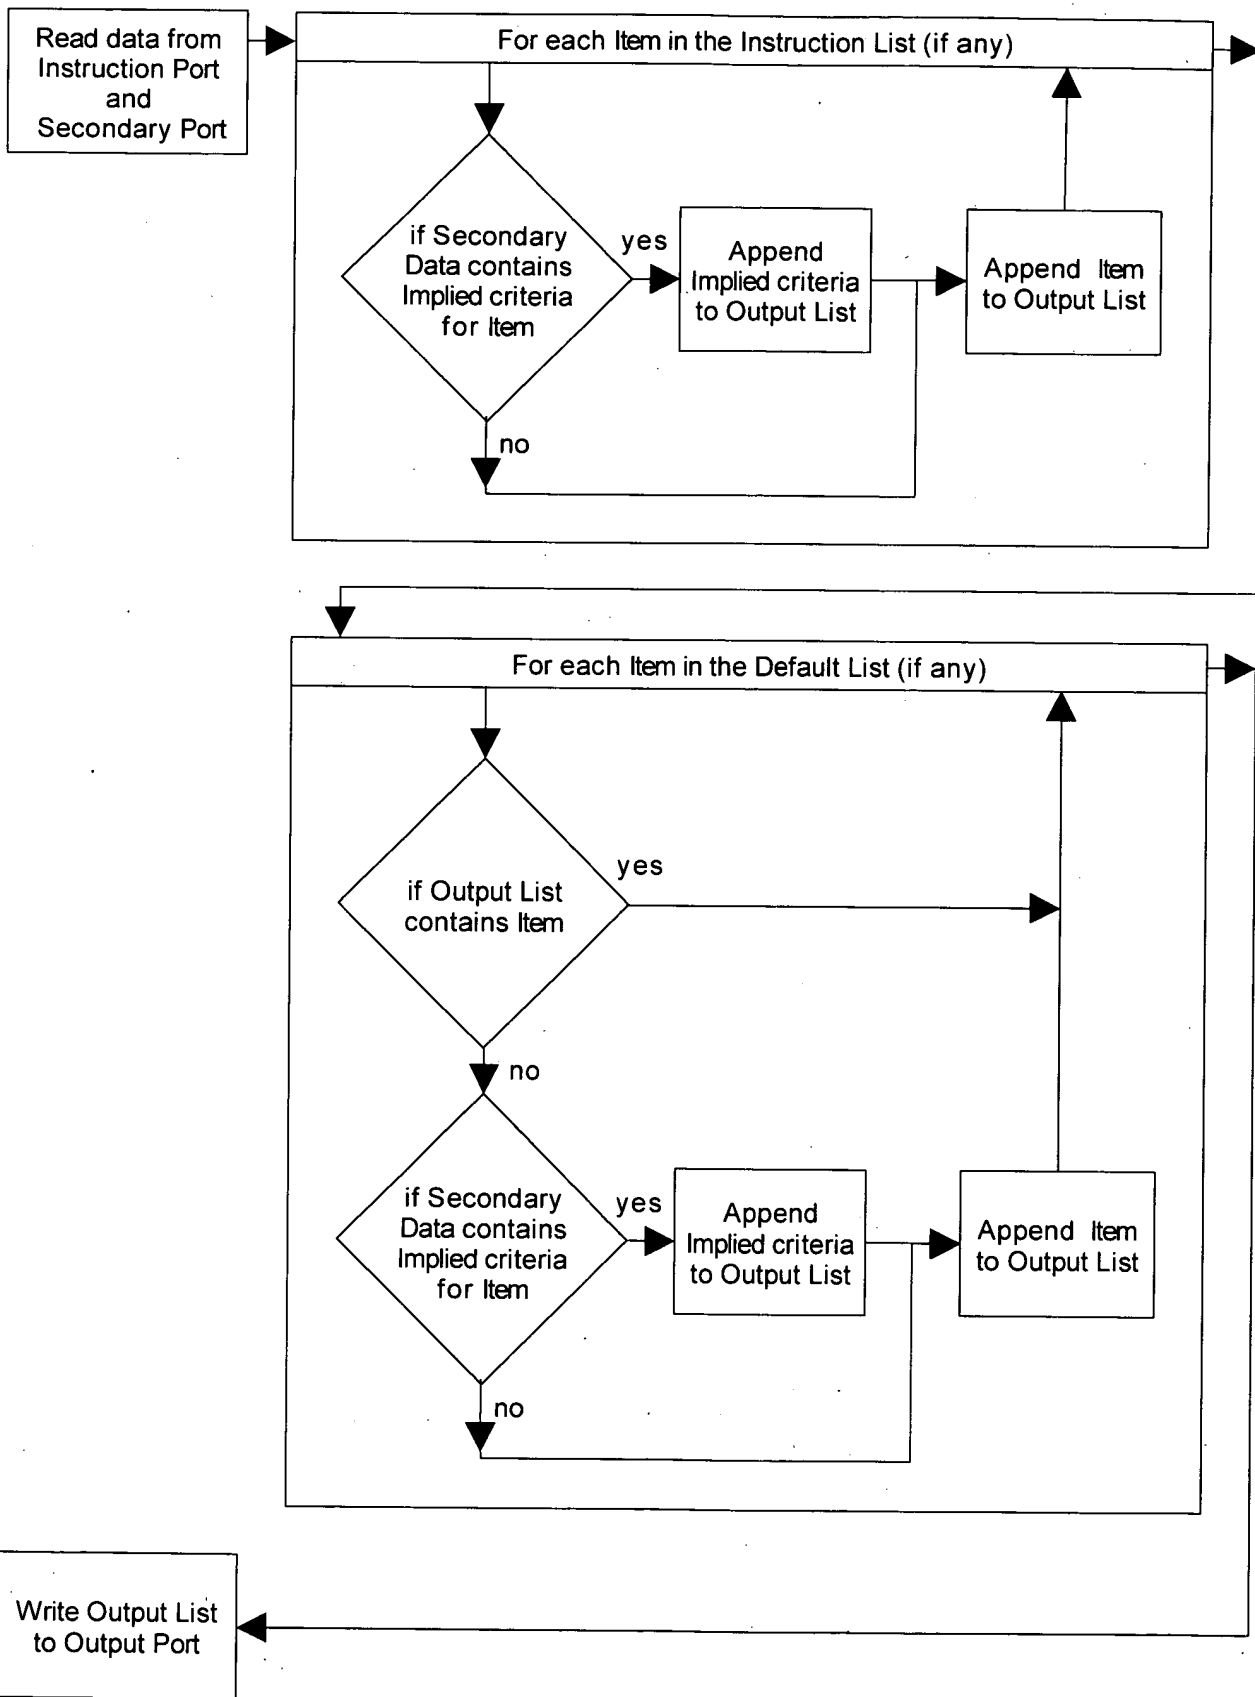 Read data from
Instruction Port
and
Secondary Port
For each Item in the Instruction List (if any)
if Secondary
Data contains
Implied criteria
for Item
yes
Append
Implied criteria
to Output List
Append Item
to Output List
no
For each Item in the Default List (if any)
if Output List
contains Item
yes
no
if Secondary
Data contains
Implied criteria
for Item
yes
Append
Implied criteria
to Output List
Append Item
to Output List
no
Write Output List
to Output Port